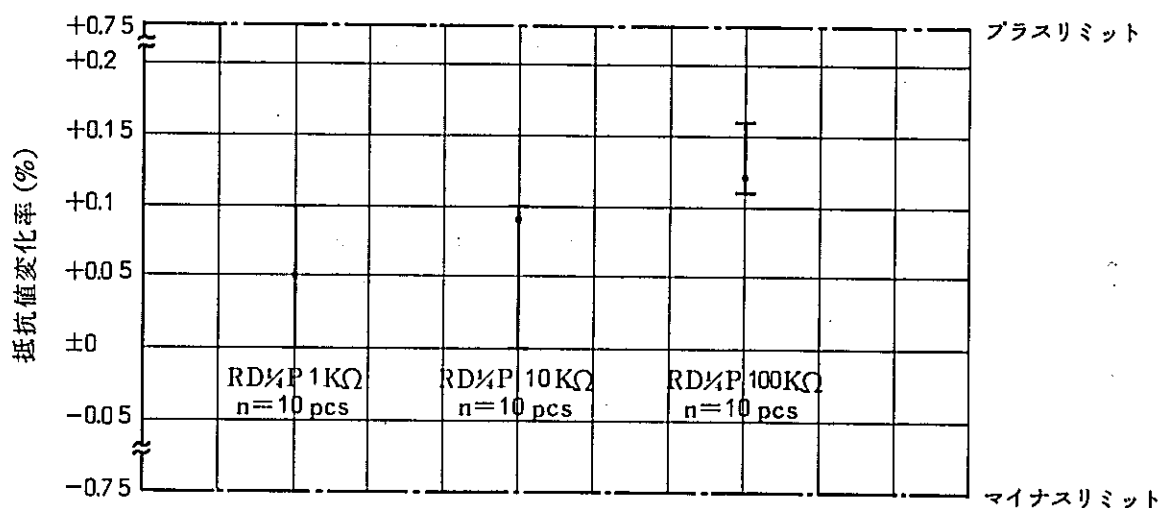 +0.75
プラスリミット
+0.2
+0.15
+0.1
+0.05
±0
-0.05
-0.75
マイナスリミット
抵抗値変化率(%)
RD¼P 1KΩ
n=10 pcs
RD¼P 10KΩ
n=10 pcs
RD¼P 100KΩ
n=10 pcs